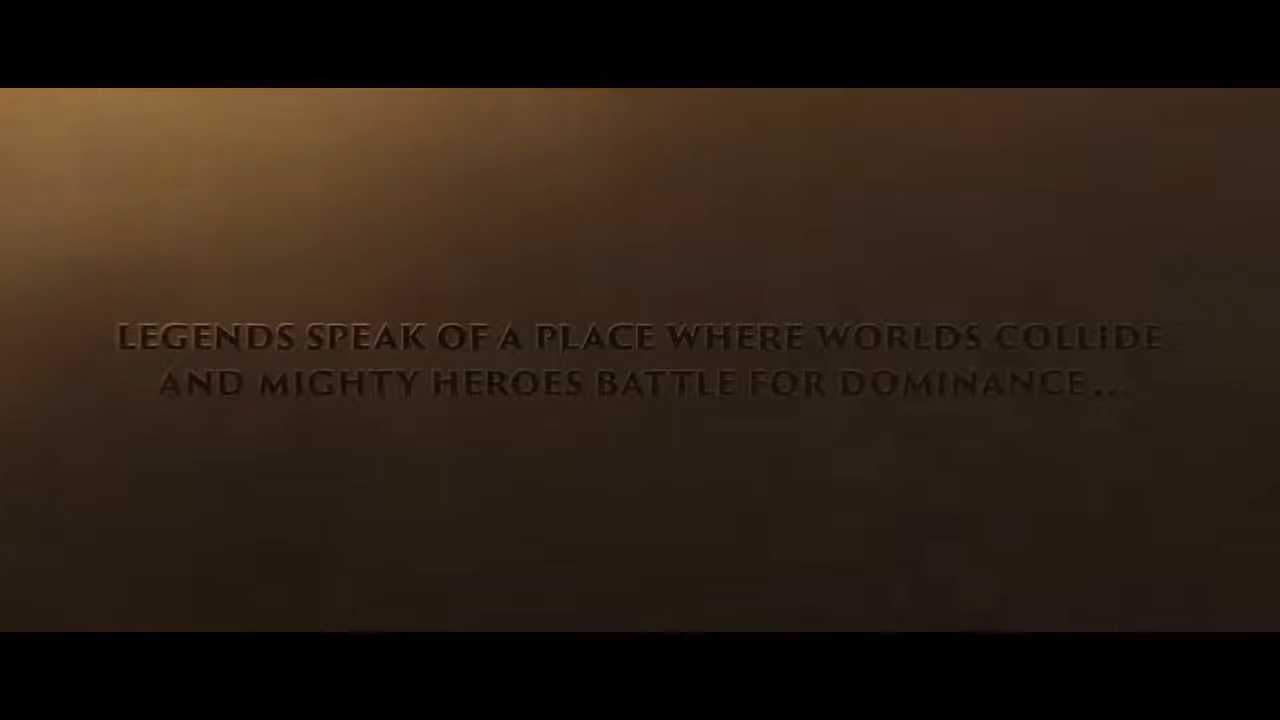 LEGENDS SPEAK OF A PLACE WHERE WORLDS COLLIDE
AND MIGHTY HEROES BATTLE FOR DOMINANCE...